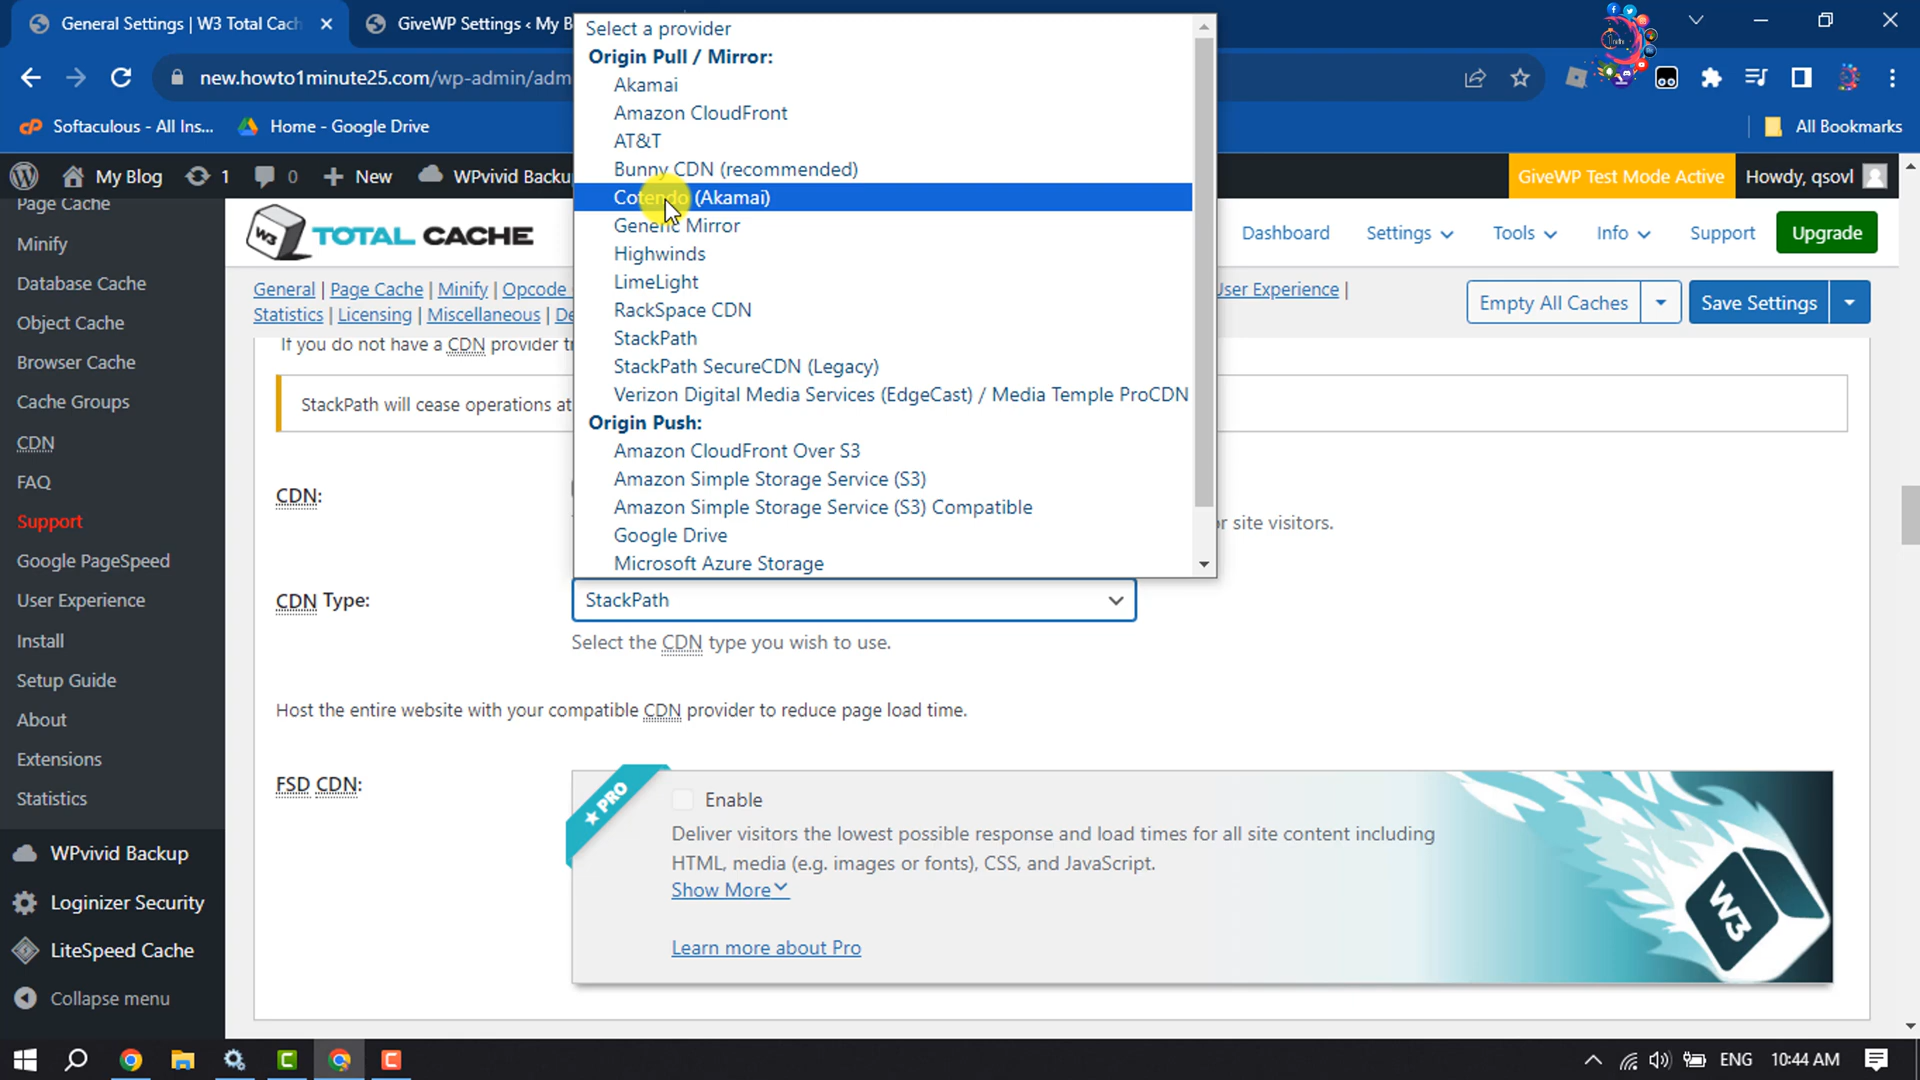 General Settings | W3 Total Cach
GiveWP Settings ‹ My B
new.howto1minute25.com/wp-admin/adm
Softaculous - All Ins...
Home - Google Drive
All Bookmarks
My Blog
1
0
New
WPvivid Backu
GiveWP Test Mode Active
Howdy, qsovl
Select a provider
Origin Pull / Mirror:
Akamai
Amazon CloudFront
AT&T
Bunny CDN (recommended)
Cotendo (Akamai)
Generic Mirror
Highwinds
LimeLight
RackSpace CDN
StackPath
StackPath SecureCDN (Legacy)
Verizon Digital Media Services (EdgeCast) / Media Temple ProCDN
Origin Push:
Amazon CloudFront Over S3
Amazon Simple Storage Service (S3)
Amazon Simple Storage Service (S3) Compatible
Google Drive
Microsoft Azure Storage
Page Cache
Minify
Database Cache
Object Cache
Browser Cache
Cache Groups
CDN
FAQ
Support
Google PageSpeed
User Experience
Install
Setup Guide
About
Extensions
Statistics
WPvivid Backup
Loginizer Security
LiteSpeed Cache
Collapse menu
W3 TOTAL CACHE
Dashboard
Settings
Tools
Info
Support
Upgrade
General | Page Cache | Minify | Opcode
User Experience |
Statistics | Licensing | Miscellaneous | De
Empty All Caches
Save Settings
If you do not have a CDN provider t
StackPath will cease operations at
CDN:
or site visitors.
CDN Type:
StackPath
Select the CDN type you wish to use.
Host the entire website with your compatible CDN provider to reduce page load time.
FSD CDN:
PRO
Enable
Deliver visitors the lowest possible response and load times for all site content including
HTML, media (e.g. images or fonts), CSS, and JavaScript.
Show More
Learn more about Pro
W3
ENG
10:44 AM